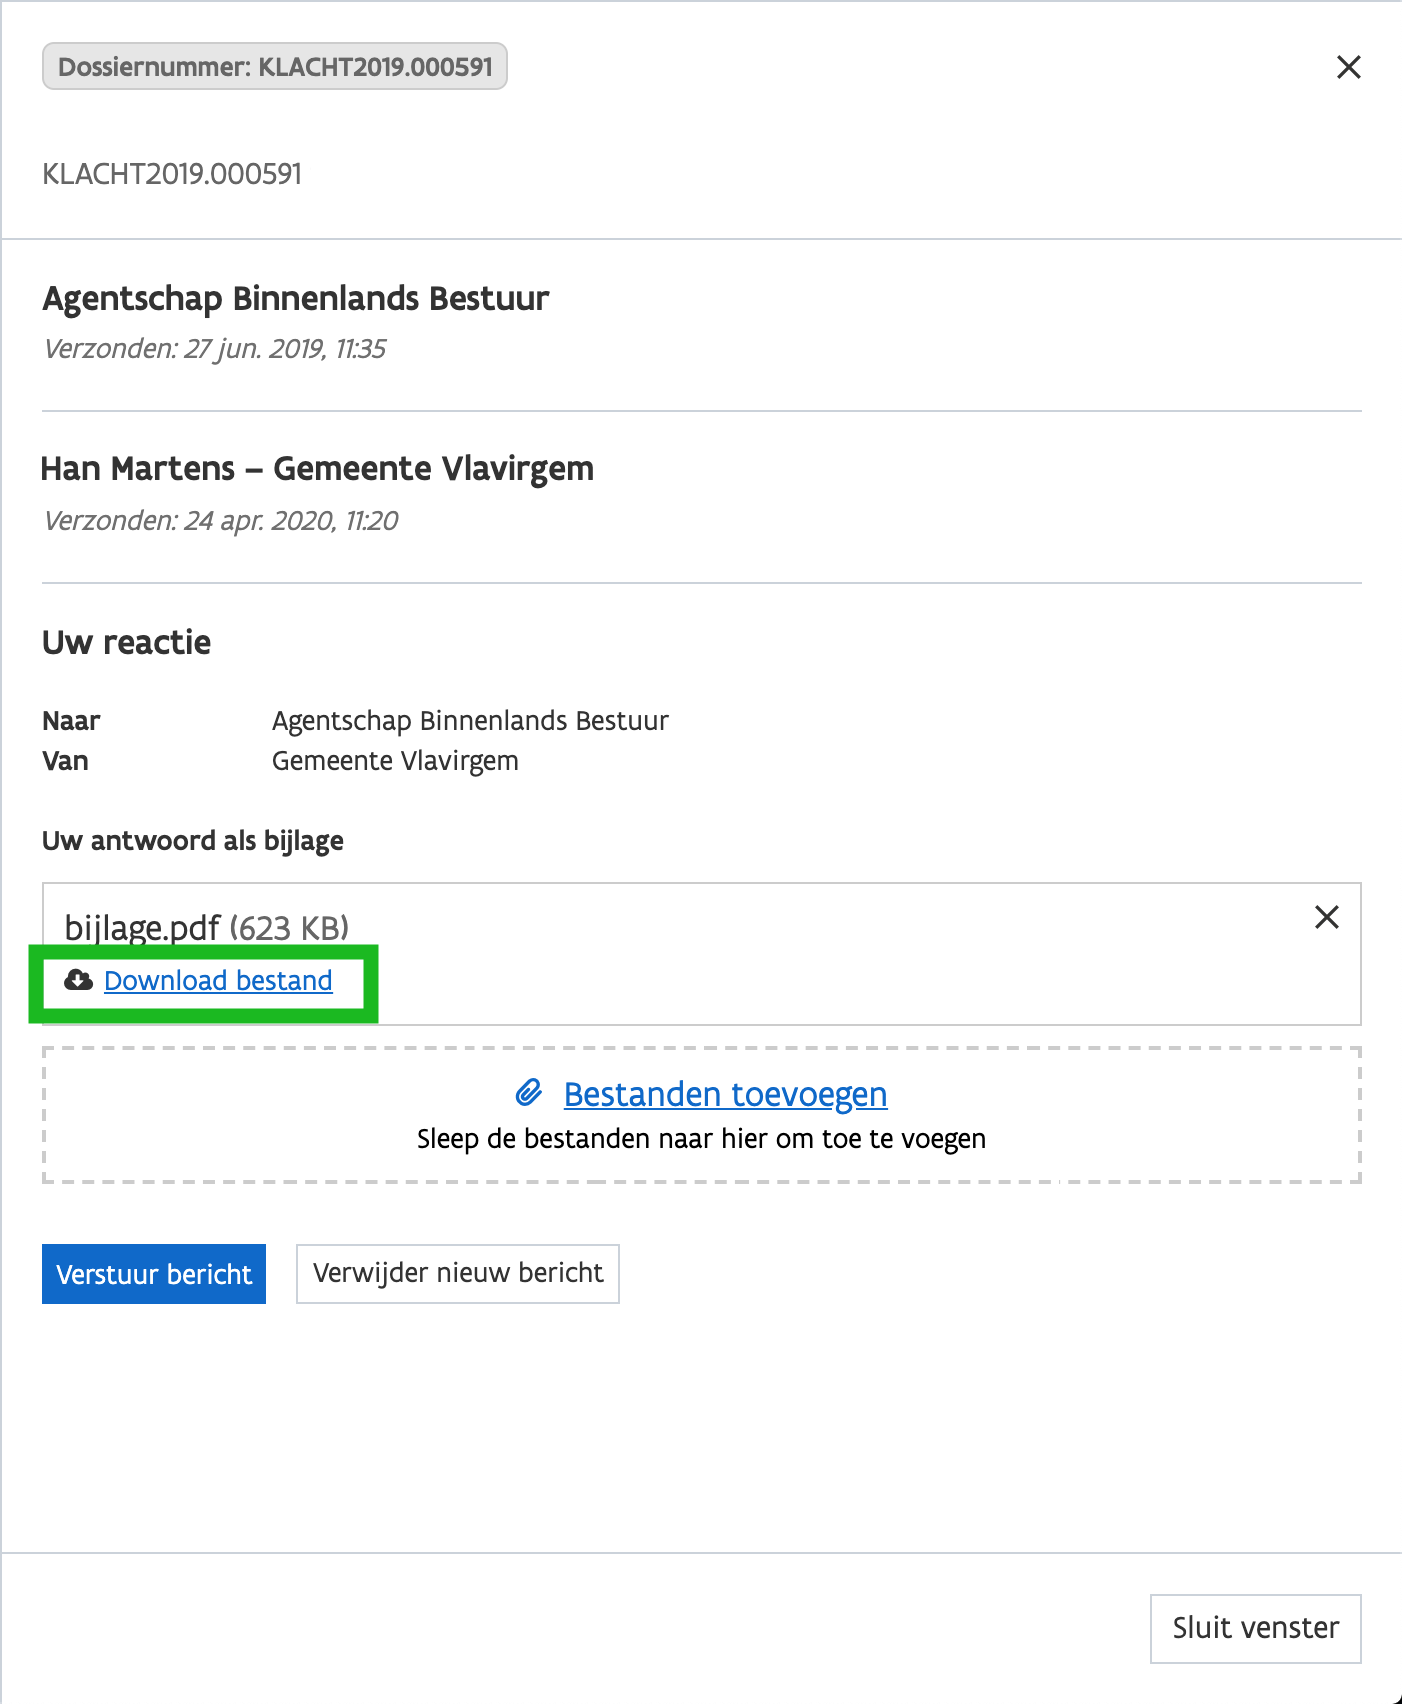 Dossiernummer: KLACHT2019.000591
KLACHT2019.000591
Agentschap Binnenlands Bestuur
Verzonden: 27 jun. 2019, 11:35
Han Martens – Gemeente Vlavirgem
Verzonden: 24 apr. 2020, 11:20
Uw reactie
Naar Agentschap Binnenlands Bestuur
Van Gemeente Vlavirgem
Uw antwoord als bijlage
bijlage.pdf (623 KB)
Download bestand
Bestanden toevoegen
Sleep de bestanden naar hier om toe te voegen
Verstuur bericht Verwijder nieuw bericht
Sluit venster